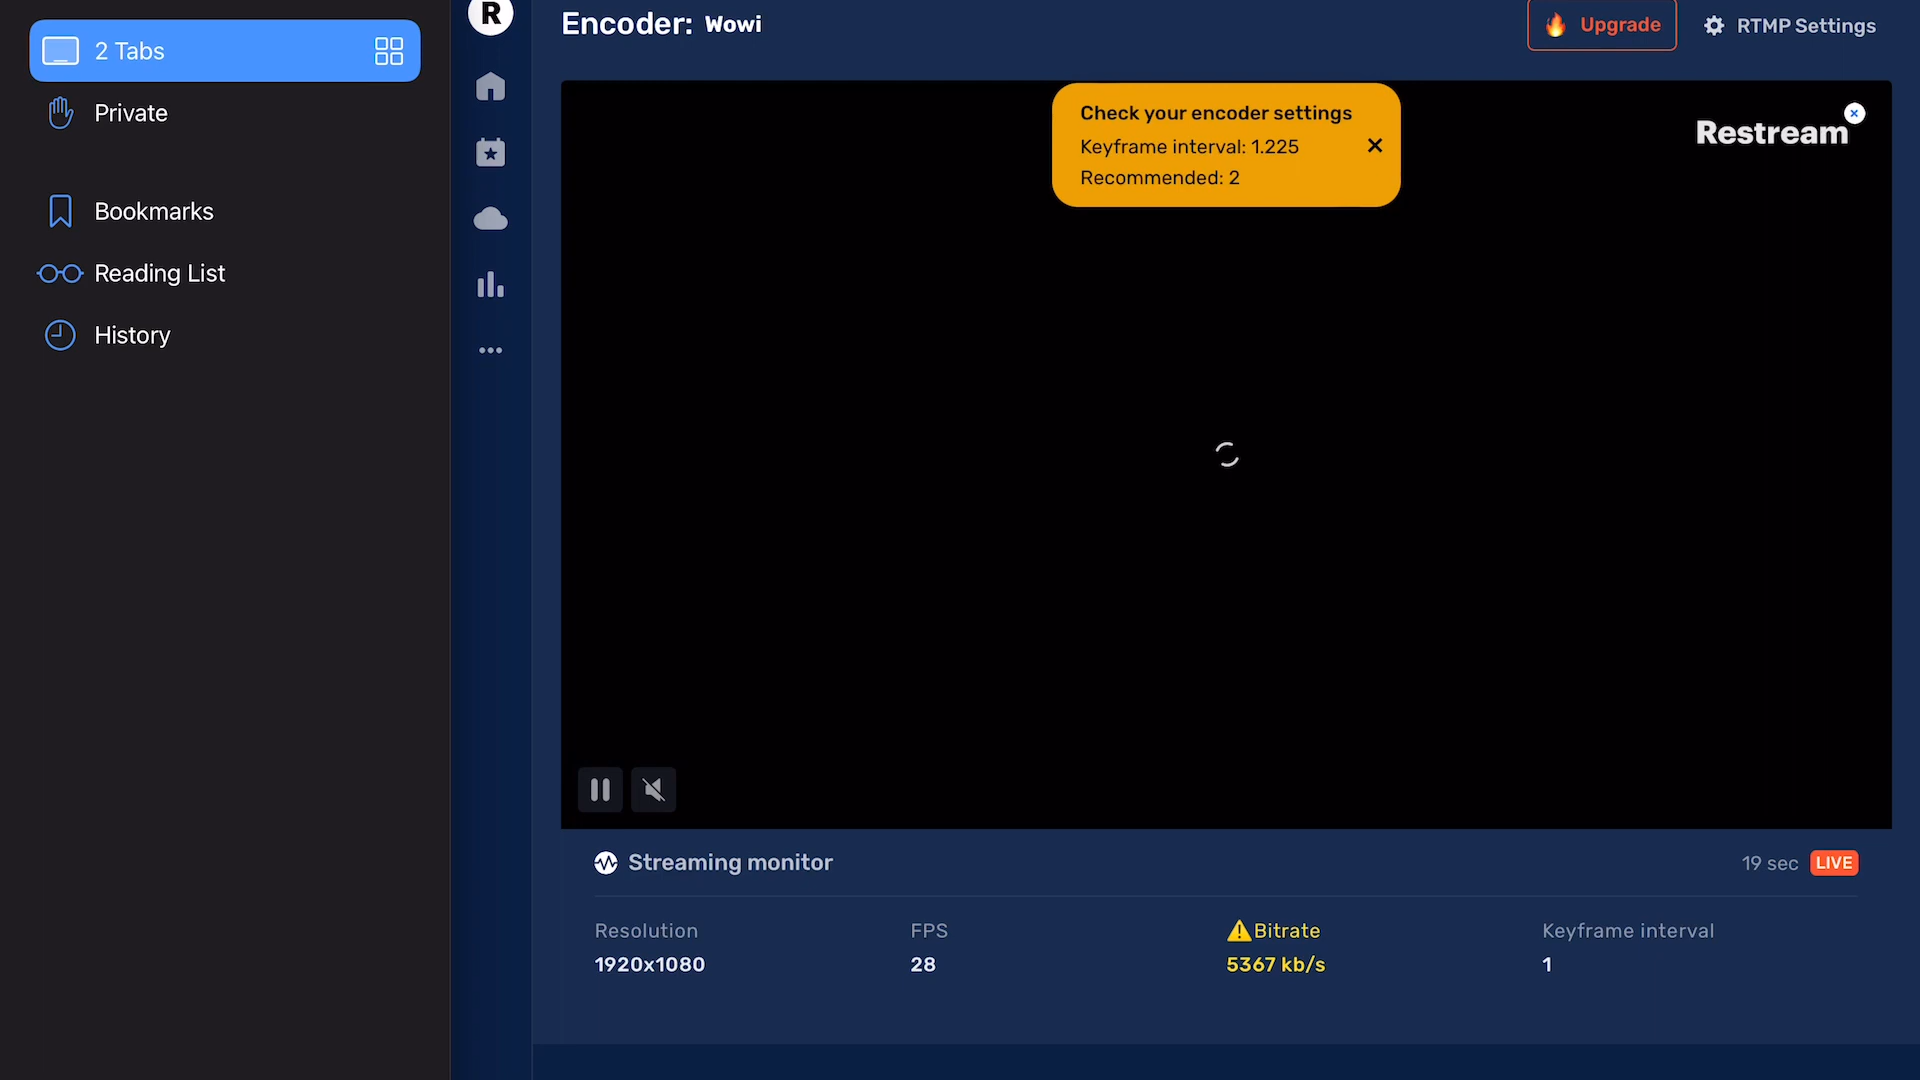 2 Tabs
Private
Bookmarks
Reading List
History
R
Encoder: Wowi
Upgrade
RTMP Settings
Check your encoder settings
Keyframe interval: 1.225
Recommended: 2
Restream
Streaming monitor
19 sec LIVE
Resolution
1920x1080
FPS
28
Bitrate
5367 kb/s
Keyframe interval
1